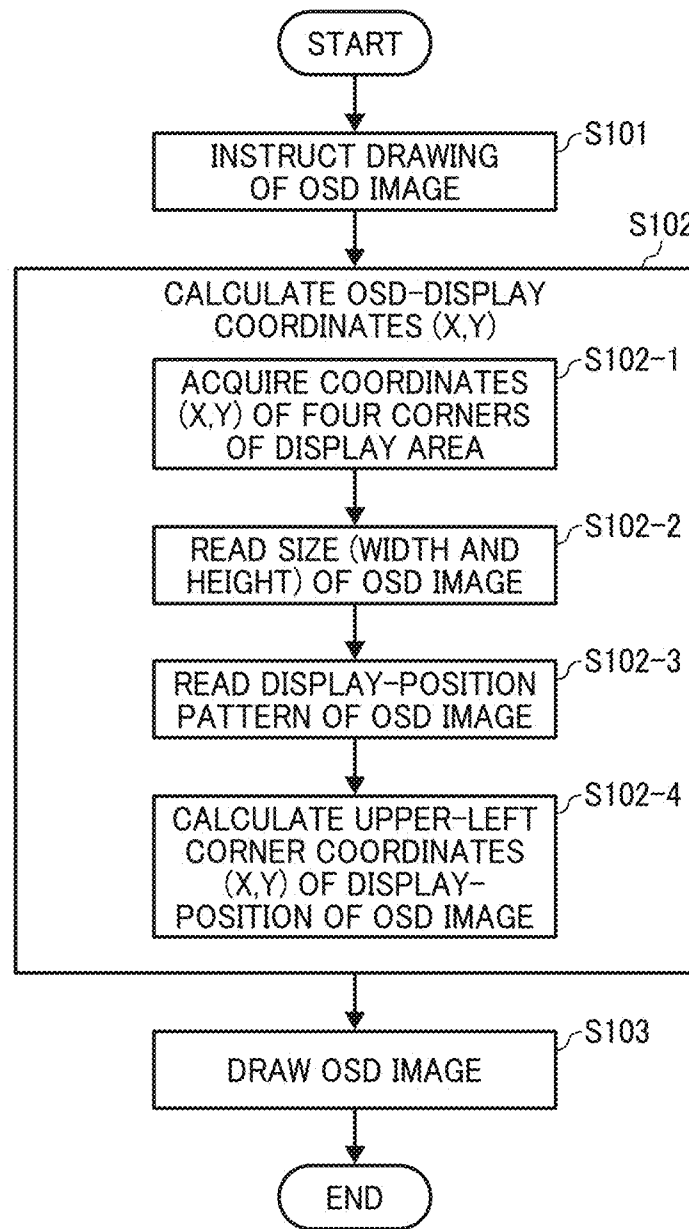 START
S101
INSTRUCT DRAWING
OF OSD IMAGE
S102
CALCULATE OSD-DISPLAY
COORDINATES (X,Y)
S102-1
ACQUIRE COORDINATES
(X,Y) OF FOUR CORNERS
OF DISPLAY AREA
S102-2
READ SIZE (WIDTH AND
HEIGHT) OF OSD IMAGE
S102-3
READ DISPLAY-POSITION
PATTERN OF OSD IMAGE
S102-4
CALCULATE UPPER-LEFT
CORNER COORDINATES
(X,Y) OF DISPLAY-
POSITION OF OSD IMAGE
S103
DRAW OSD IMAGE
END